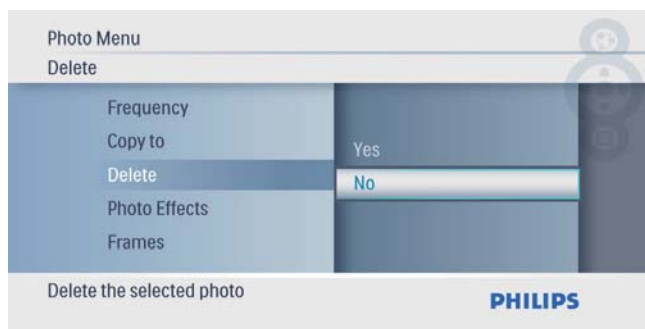 Photo Menu
Delete
Frequency
Copy to
Delete
Photo Effects
Frames
Yes
No
Delete the selected photo
PHILIPS